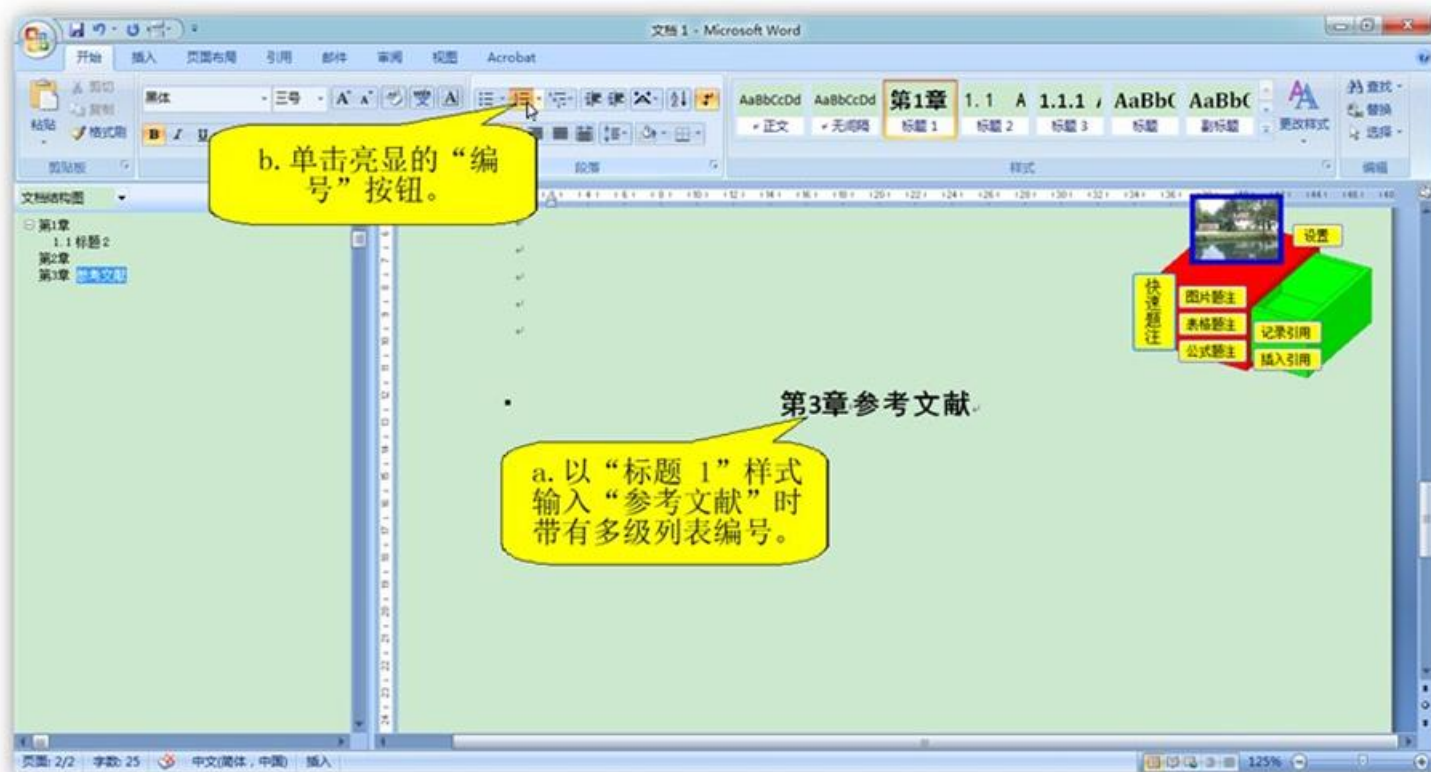 文档 1 - Microsoft Word
开始 插入 页面布局 引用 邮件 审阅 视图 Acrobat
剪切
复制
粘贴 格式刷
剪贴板
黑体 三号
段落
AaBbCcDd AaBbCcDd 第1章 1.1 A 1.1.1 AaBb( AaBb(
正文 无间隔 标题 1 标题 2 标题 3 标题 副标题
更改样式
样式
查找
替换
选择
编辑
b. 单击亮显的“编
号”按钮。
文档结构图
第1章
1.1 标题 2
第2章
第3章 参考文献
设置
快速题注
图片题注
表格题注
公式题注
记录引用
插入引用
第3章 参考文献
a. 以“标题 1”样式
输入“参考文献”时
带有多级列表编号。
页面: 2/2 字数: 25 中文(简体, 中国) 插入 125%